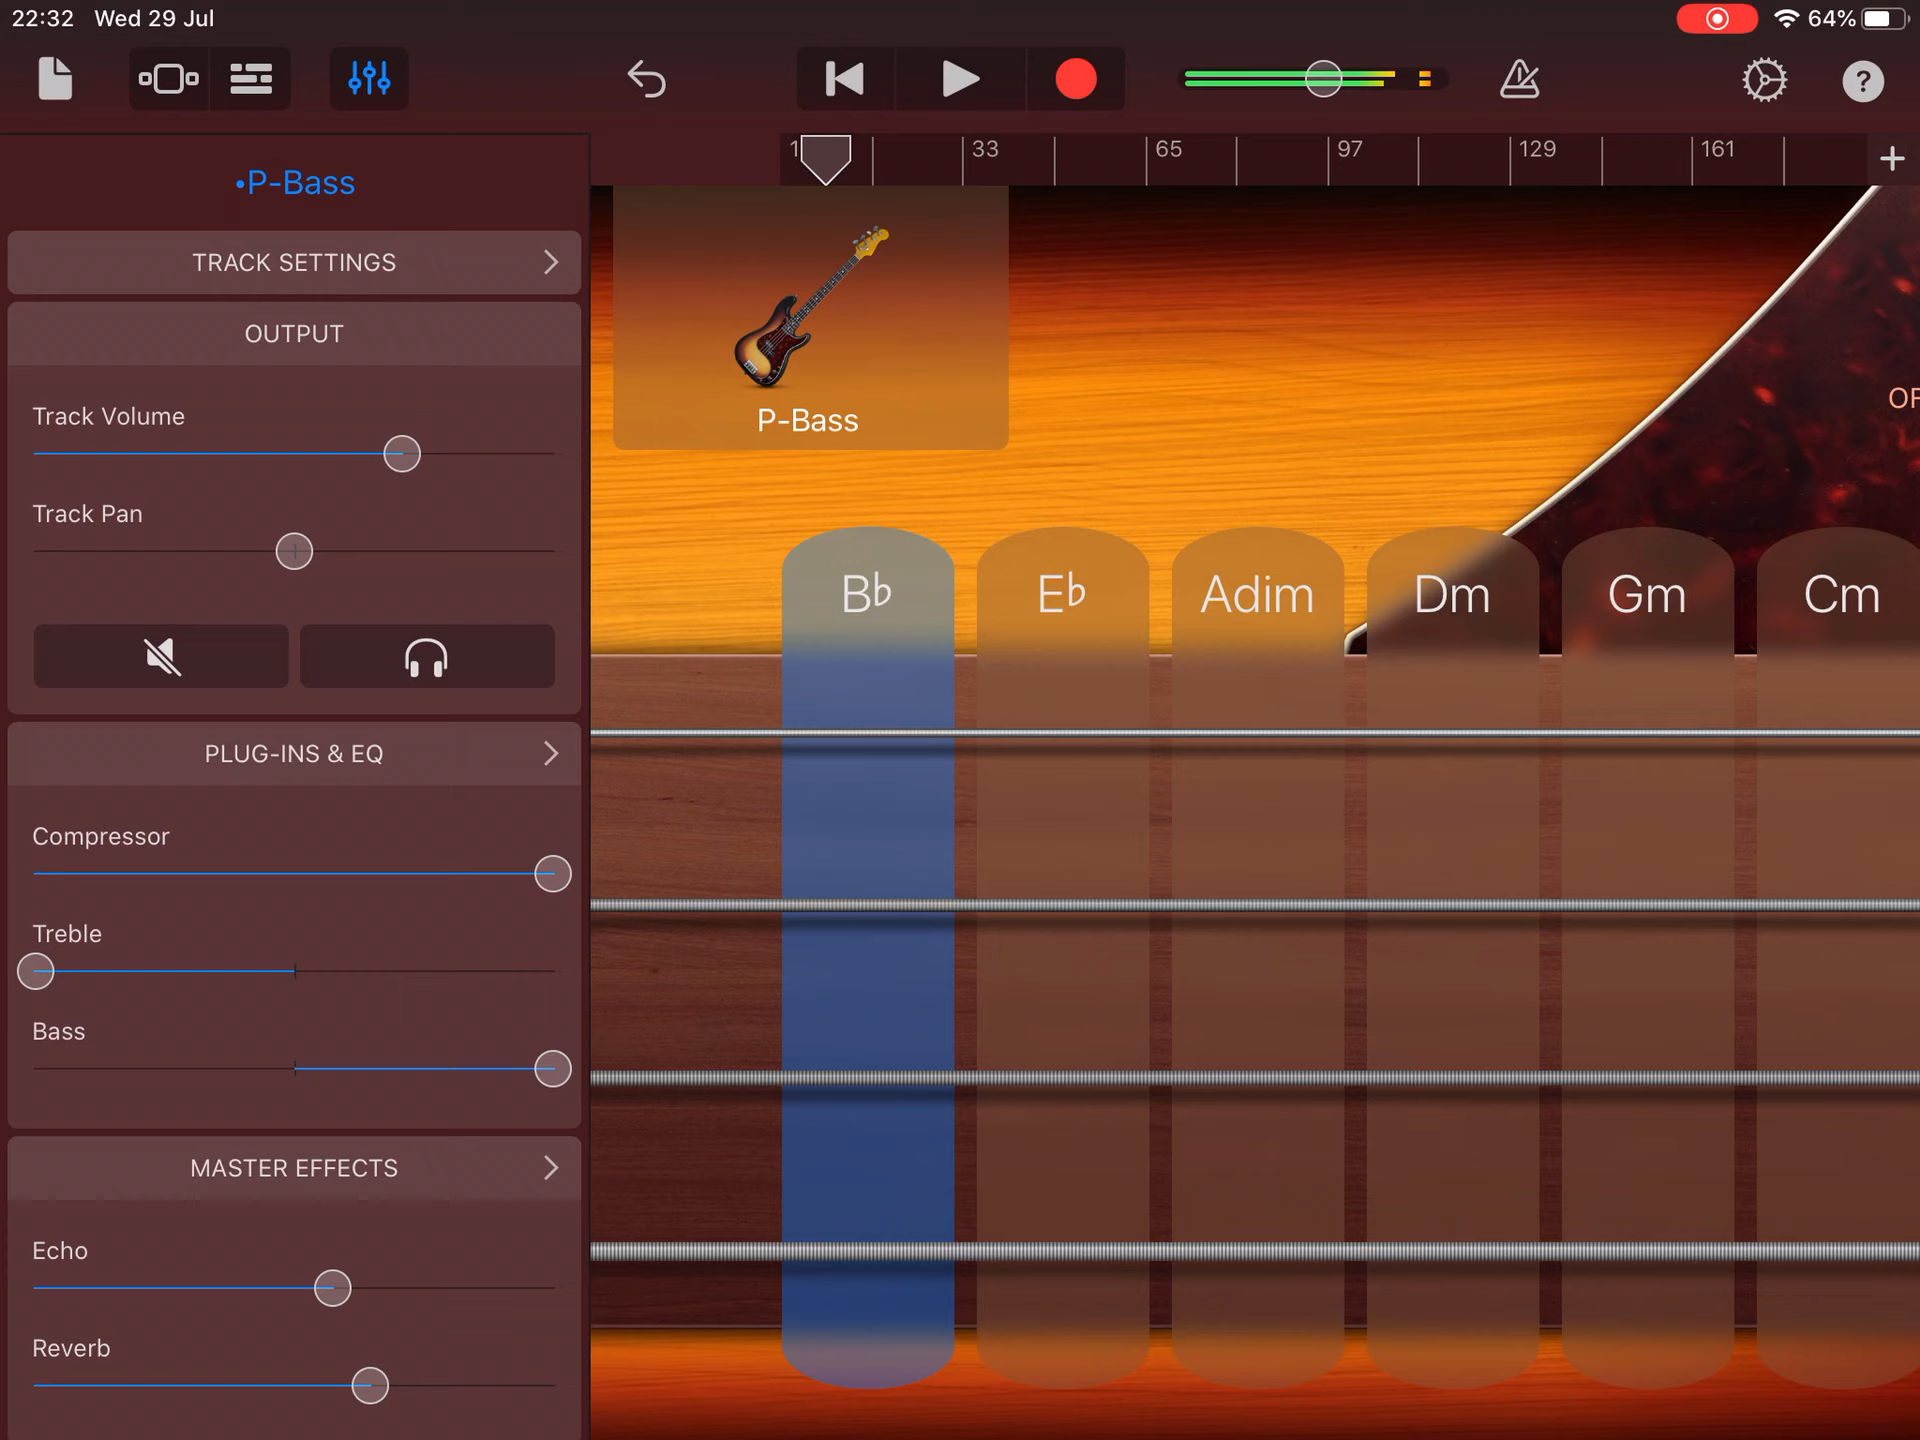 22:32 Wed 29 Jul
64%
?
1 33 65 97 129 161 +
•P-Bass
TRACK SETTINGS
OUTPUT
Track Volume
Track Pan
PLUG-INS & EQ
Compressor
Treble
Bass
MASTER EFFECTS
Echo
Reverb
P-Bass
OF
B♭ E♭ Adim Dm Gm Cm